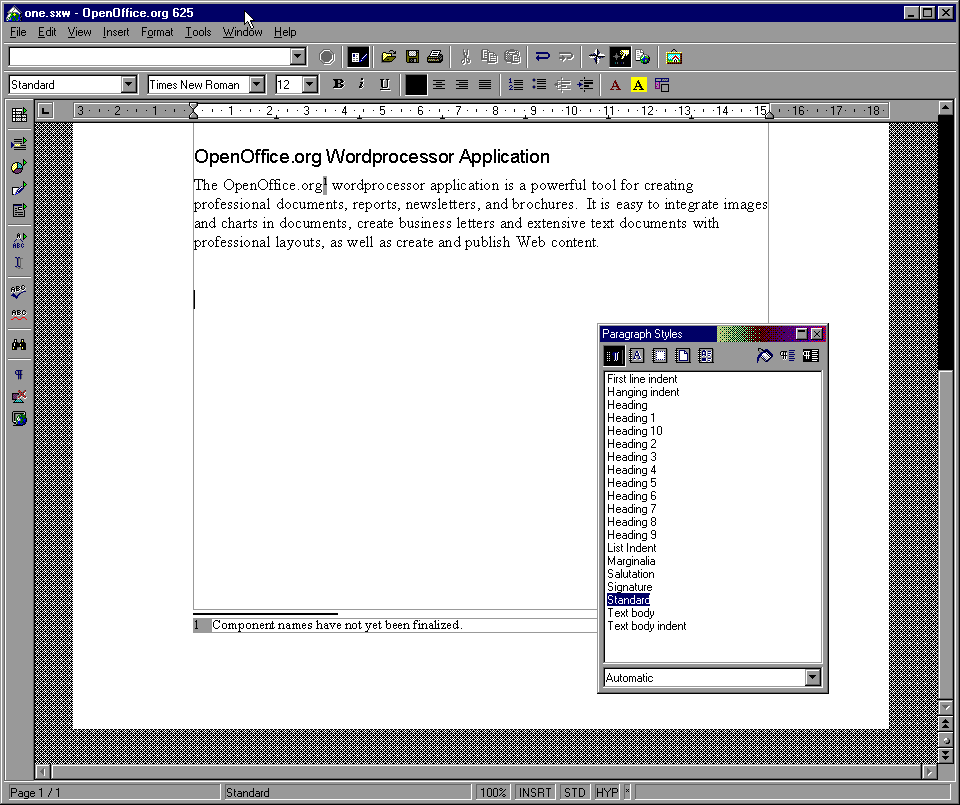 one.sxw - OpenOffice.org 625
File Edit View Insert Format Tools Window Help
Standard Times New Roman 12 B i U A A
3 2 1 1 2 3 4 5 6 7 8 9 10 11 12 13 14 15 16 17 18
OpenOffice.org Wordprocessor Application
The OpenOffice.org1 wordprocessor application is a powerful tool for creating
professional documents, reports, newsletters, and brochures. It is easy to integrate images
and charts in documents, create business letters and extensive text documents with
professional layouts, as well as create and publish Web content.
ABC
ABC
ABC
Paragraph Styles
First line indent
Hanging indent
Heading
Heading 1
Heading 10
Heading 2
Heading 3
Heading 4
Heading 5
Heading 6
Heading 7
Heading 8
Heading 9
List Indent
Marginalia
Salutation
Signature
Standard
Text body
Text body indent
Automatic
1 Component names have not yet been finalized.
Page 1 / 1 Standard 100% INSRT STD HYP *